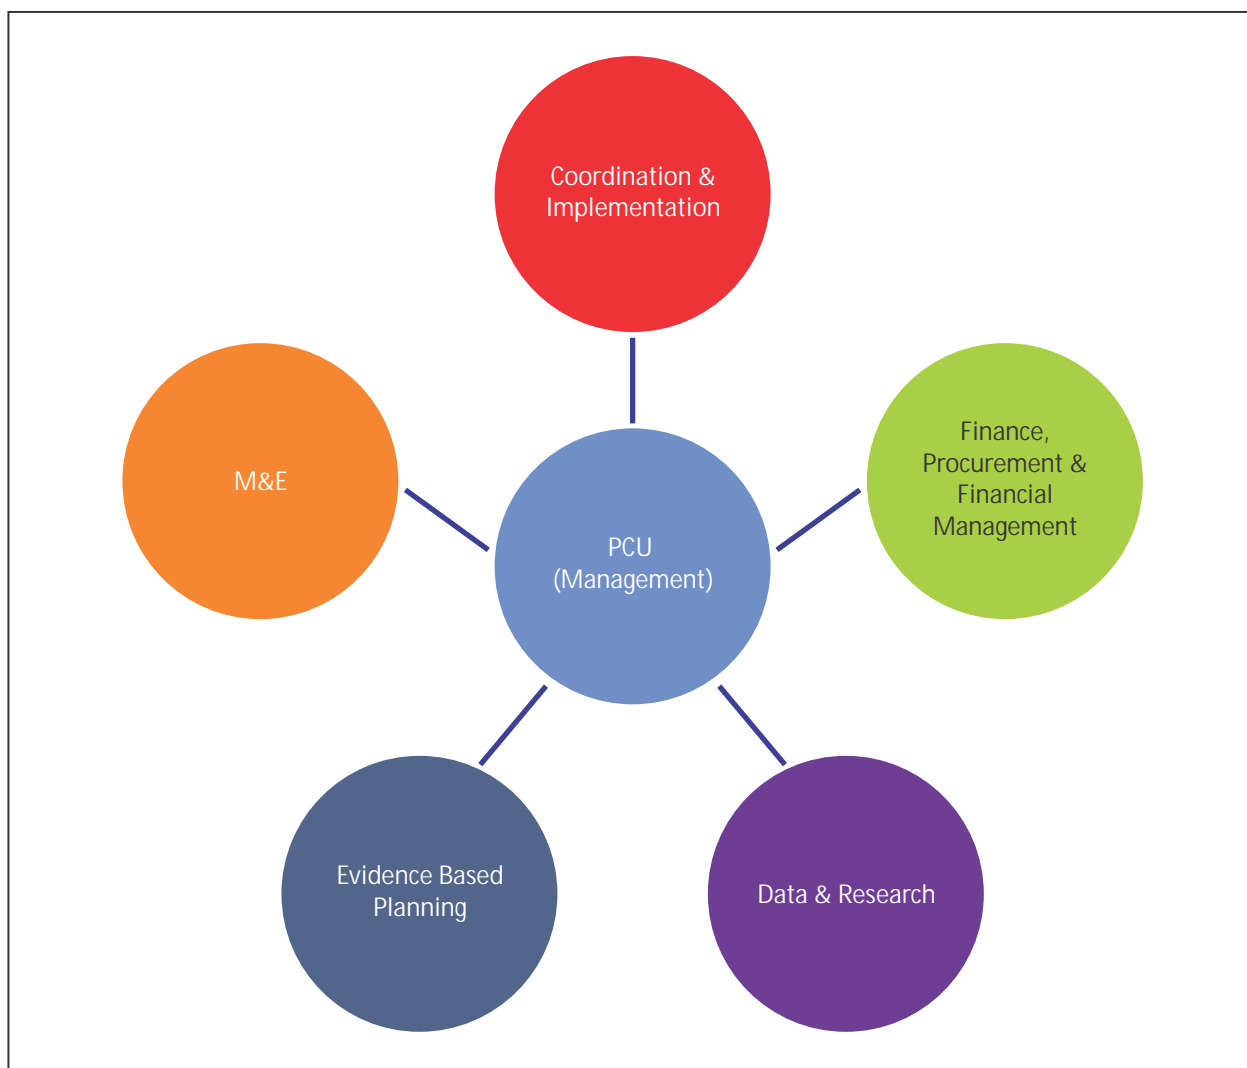 Coordination &
Implementation
Finance,
Procurement &
Financial
Management
M&E
PCU
(Management)
Evidence Based
Planning
Data & Research